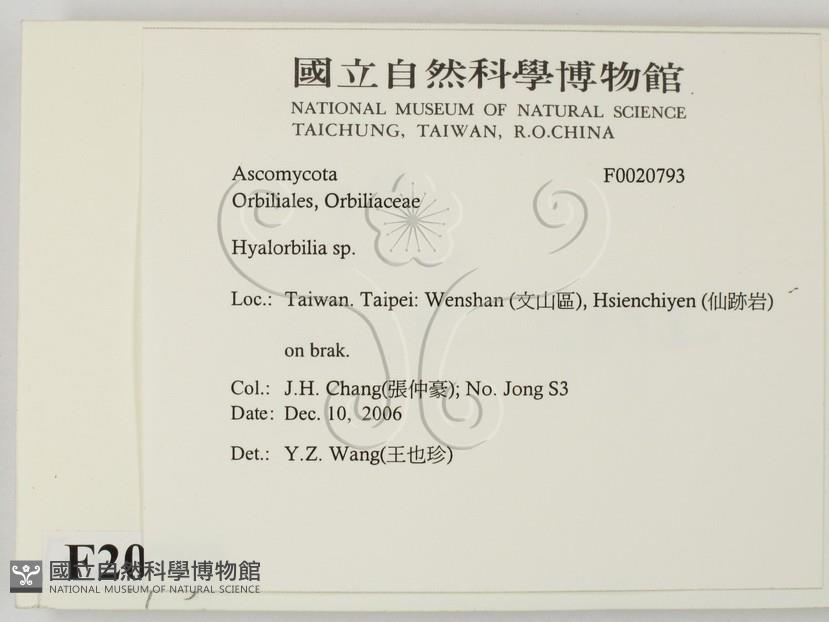 國立自然科學博物館
NATIONAL MUSEUM OF NATURAL SCIENCE
TAICHUNG, TAIWAN, R.O.CHINA
Ascomycota F0020793
Orbiliales, Orbiliaceae
Hyalorbilia sp.
Loc.: Taiwan. Taipei: Wenshan (文山區), Hsienchiyen (仙跡岩)
on brak.
Col.: J.H. Chang(張仲豪); No. Jong S3
Date: Dec. 10, 2006
Det.: Y.Z. Wang(王也珍)
F20
國立自然科學博物館
NATIONAL MUSEUM OF NATURAL SCIENCE